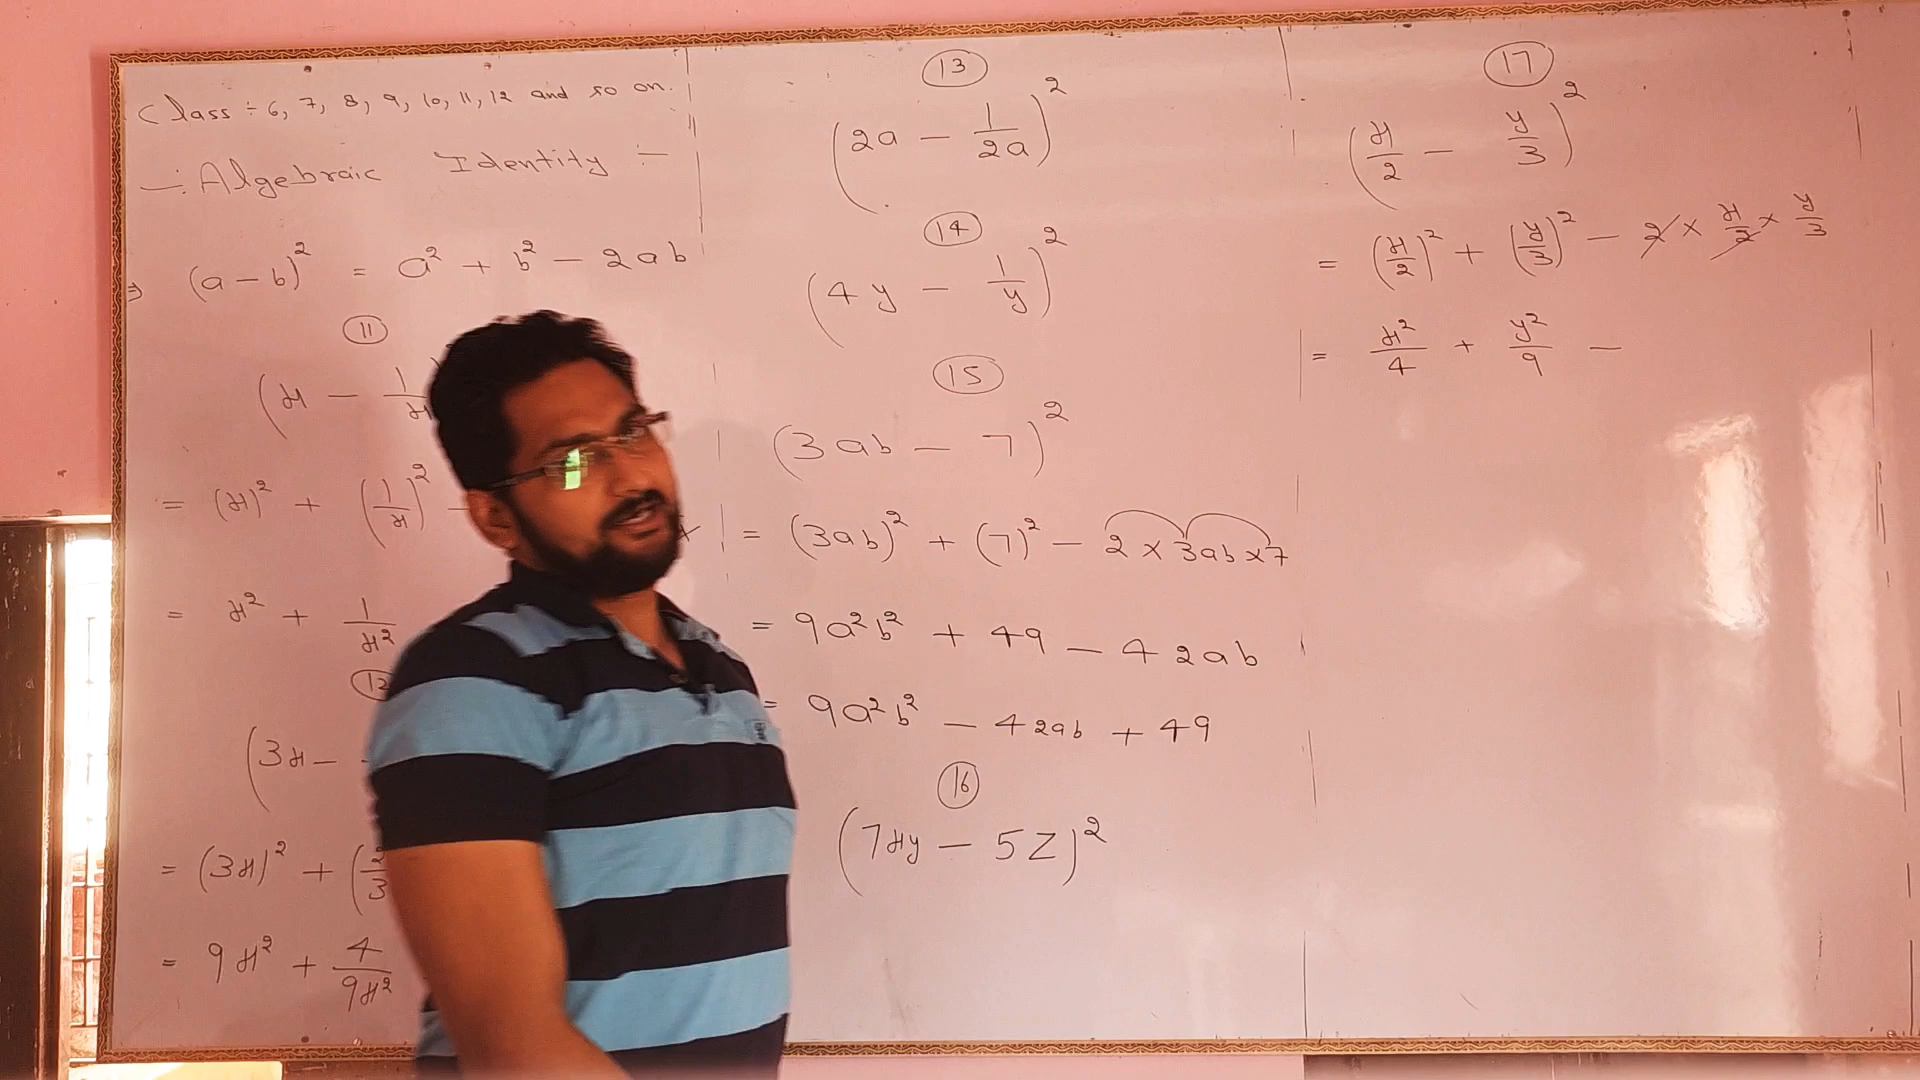 Class ÷ 6, 7, 8, 9, 10, 11, 12 and so on.
–: Algebraic Identity :–
⇒ (a – b)² = a² + b² – 2ab
11
(x – 1/x
= (x)² + (1/x)² –
= x² + 1/x²
12
(3x –
= (3x)² + (2/3
= 9x² + 4/9x²
13
(2a – 1/2a)²
14
(4y – 1/y)²
15
(3ab – 7)²
= (3ab)² + (7)² – 2 × 3ab × 7
= 9a²b² + 49 – 42ab
= 9a²b² – 42ab + 49
16
(7xy – 5z)²
17
(x/2 – y/3)²
= (x/2)² + (y/3)² – 2 × x/2 × y/3
= x²/4 + y²/9 –